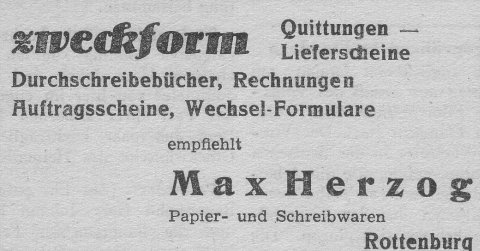 zweckform Quittungen —
Lieferscheine
Durchschreibebücher, Rechnungen
Auftragsscheine, Wechsel-Formulare
empfiehlt
Max Herzog
Papier- und Schreibwaren
Rottenburg